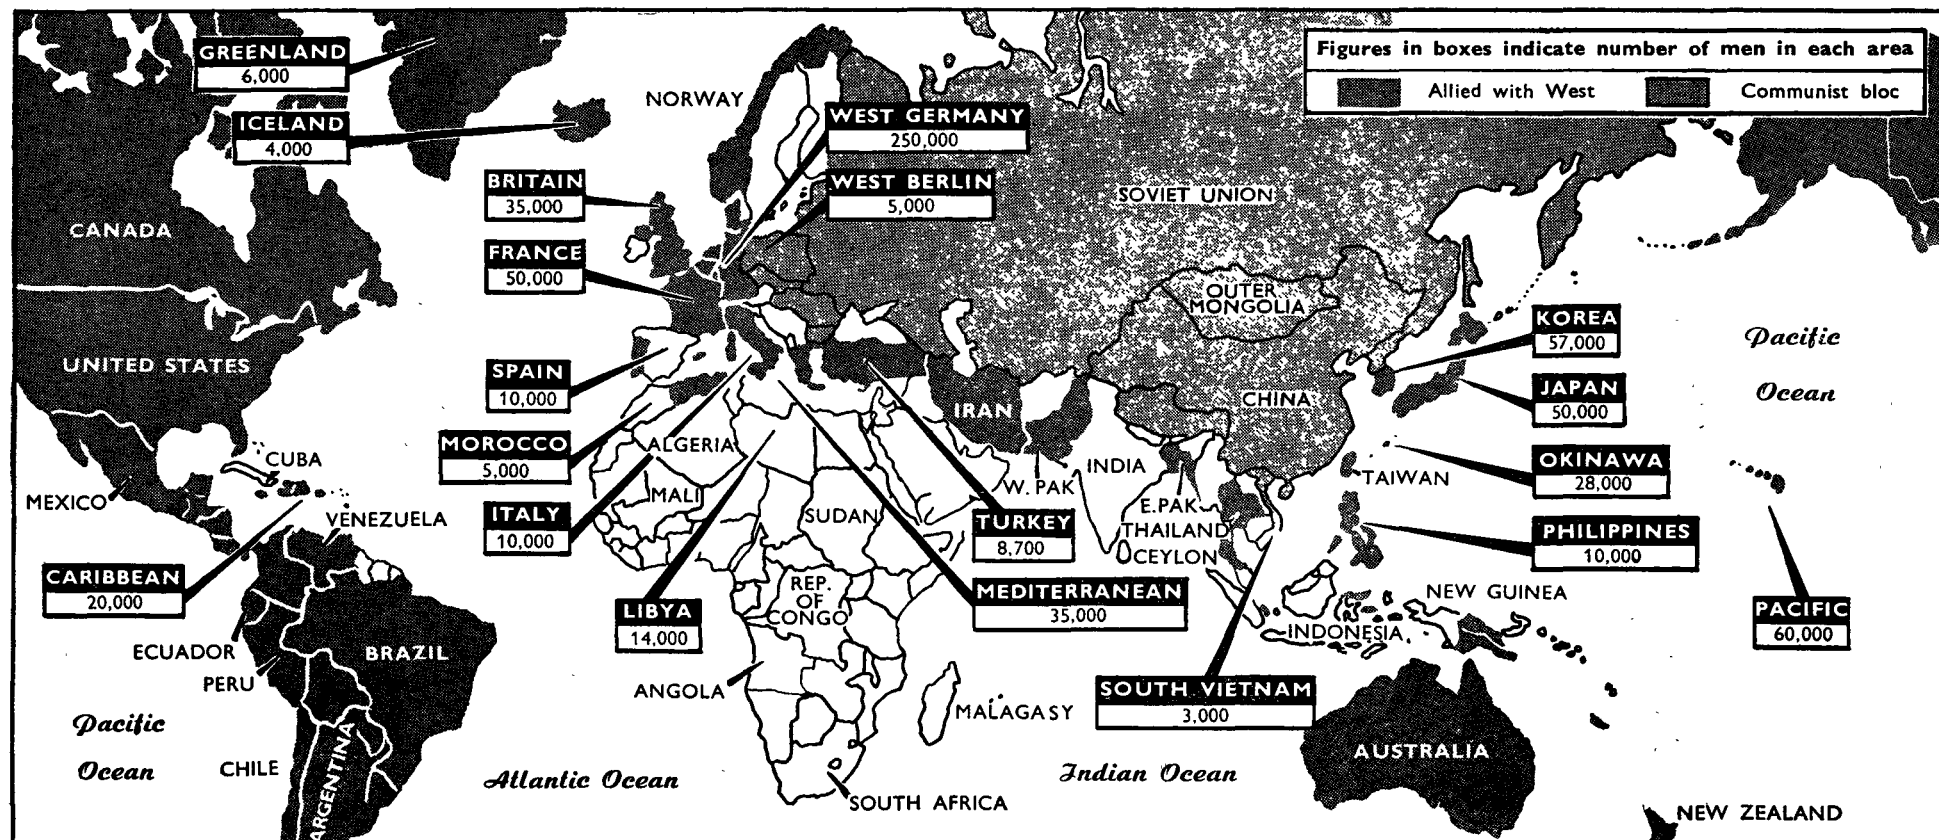 Figures in boxes indicate number of men in each area
Allied with West
Communist bloc
GREENLAND
6,000
ICELAND
4,000
NORWAY
WEST GERMANY
250,000
BRITAIN
35,000
WEST BERLIN
5,000
SOVIET UNION
CANADA
FRANCE
50,000
OUTER
MONGOLIA
UNITED STATES
KOREA
57,000
Pacific
Ocean
SPAIN
10,000
JAPAN
50,000
IRAN
CHINA
MOROCCO
5,000
ALGERIA
CUBA
INDIA
OKINAWA
28,000
TAIWAN
W. PAK
E. PAK
MEXICO
MALI
VENEZUELA
ITALY
10,000
SUDAN
TURKEY
8,700
THAILAND
CEYLON
PHILIPPINES
10,000
CARIBBEAN
20,000
REP.
OF
CONGO
LIBYA
14,000
MEDITERRANEAN
35,000
NEW GUINEA
PACIFIC
60,000
INDONESIA
ECUADOR
PERU
BRAZIL
ANGOLA
MALAGASY
SOUTH VIETNAM
3,000
Pacific
Ocean
CHILE
ARGENTINA
Atlantic Ocean
SOUTH AFRICA
Indian Ocean
AUSTRALIA
NEW ZEALAND